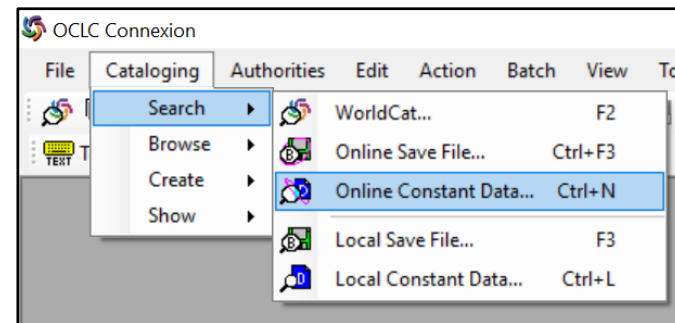 OCLC Connexion
File Cataloging Authorities Edit Action Batch View
Search WorldCat... F2
TEXT Browse Online Save File... Ctrl+F3
Create Online Constant Data... Ctrl+N
Show
Local Save File... F3
Local Constant Data... Ctrl+L